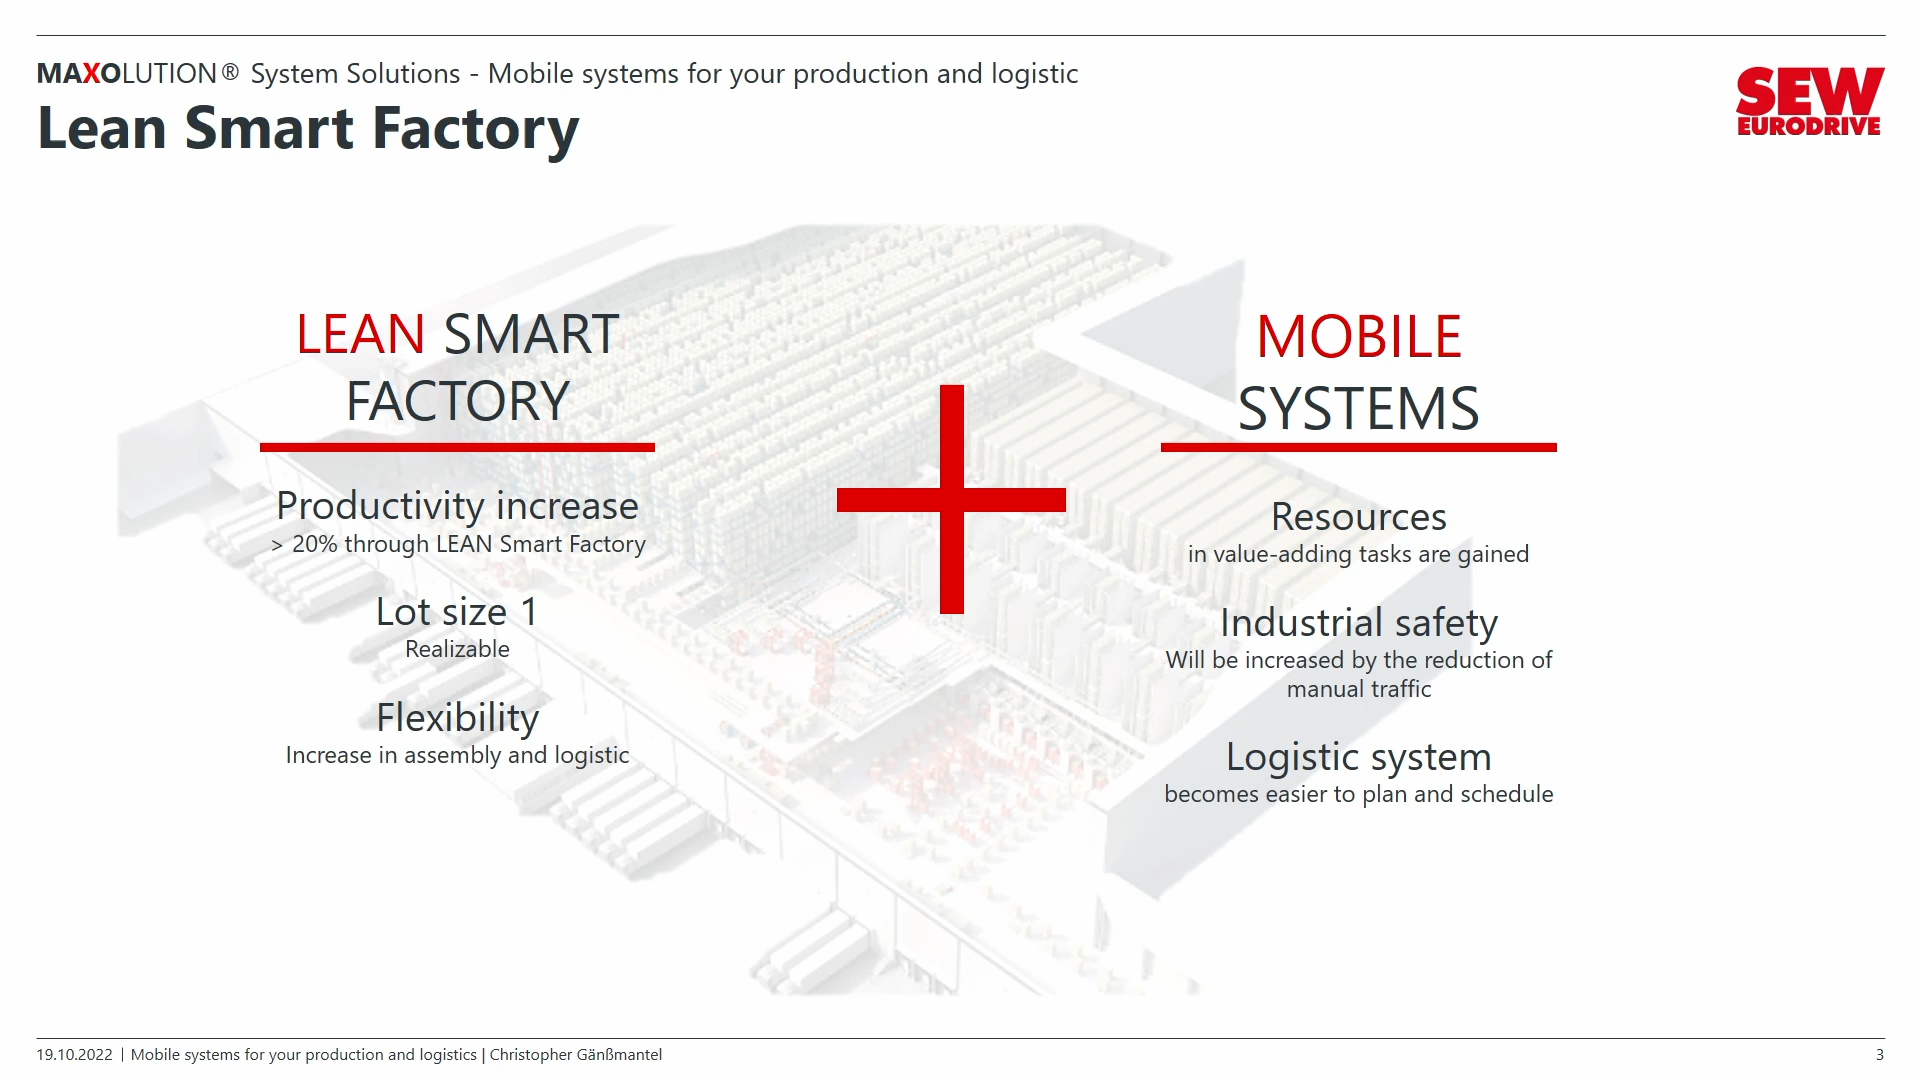 MAXOLUTION® System Solutions - Mobile systems for your production and logistic
Lean Smart Factory
SEW
EURODRIVE
LEAN SMART
FACTORY
Productivity increase
> 20% through LEAN Smart Factory
Lot size 1
Realizable
Flexibility
Increase in assembly and logistic
MOBILE
SYSTEMS
Resources
in value-adding tasks are gained
Industrial safety
Will be increased by the reduction of
manual traffic
Logistic system
becomes easier to plan and schedule
19.10.2022 | Mobile systems for your production and logistics | Christopher Gänßmantel
3